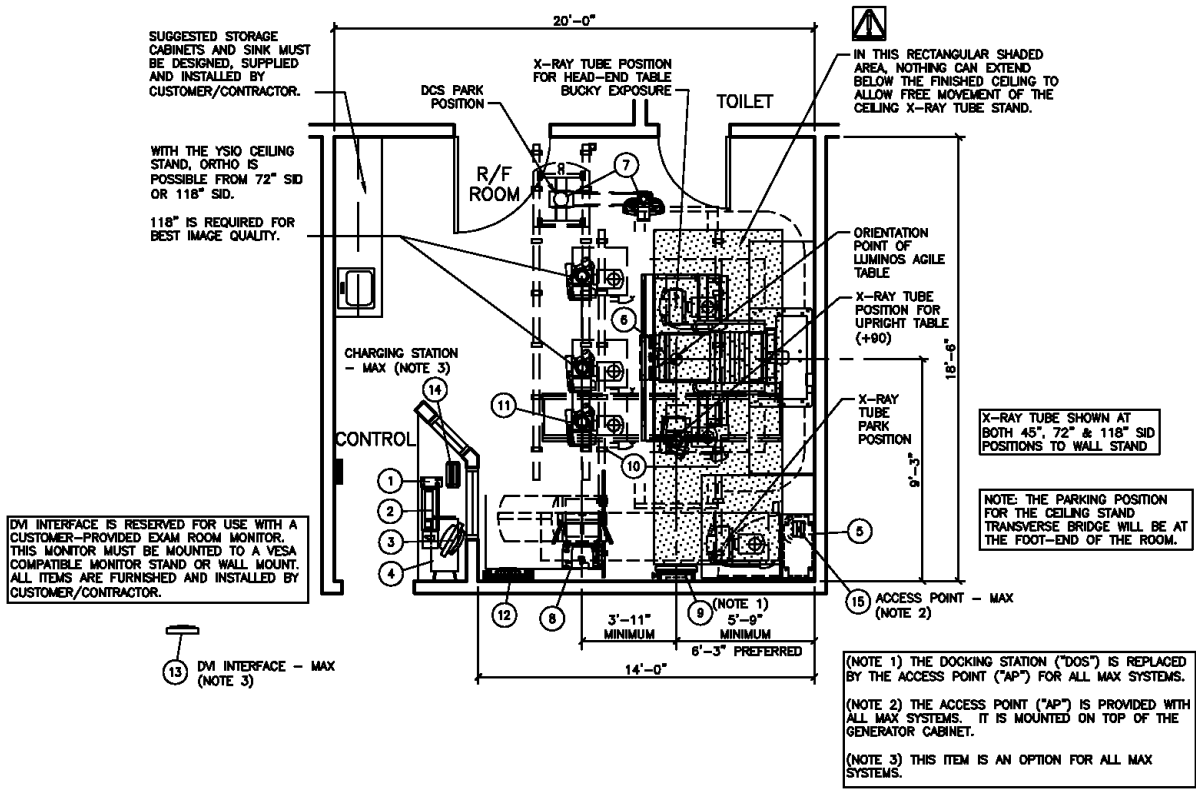 20'-0"
SUGGESTED STORAGE
CABINETS AND SINK MUST
BE DESIGNED, SUPPLIED
AND INSTALLED BY
CUSTOMER/CONTRACTOR.
DCS PARK
POSITION
X-RAY TUBE POSITION
FOR HEAD-END TABLE
BUCKY EXPOSURE
TOILET
IN THIS RECTANGULAR SHADED
AREA, NOTHING CAN EXTEND
BELOW THE FINISHED CEILING TO
ALLOW FREE MOVEMENT OF THE
CEILING X-RAY TUBE STAND.
WITH THE YSIO CEILING
STAND, ORTHO IS
POSSIBLE FROM 72" SID
OR 118" SID.
118" IS REQUIRED FOR
BEST IMAGE QUALITY.
R/F
ROOM
7
ORIENTATION
POINT OF
LUMINOS AGILE
TABLE
X-RAY TUBE
POSITION FOR
UPRIGHT TABLE
(+90)
6
18'-6"
CHARGING STATION
- MAX (NOTE 3)
14
11
X-RAY
TUBE
PARK
POSITION
CONTROL
10
9'-3"
X-RAY TUBE SHOWN AT
BOTH 45", 72" & 118" SID
POSITIONS TO WALL STAND
1
2
3
4
5
NOTE: THE PARKING POSITION
FOR THE CEILING STAND
TRANSVERSE BRIDGE WILL BE AT
THE FOOT-END OF THE ROOM.
DVI INTERFACE IS RESERVED FOR USE WITH A
CUSTOMER-PROVIDED EXAM ROOM MONITOR.
THIS MONITOR MUST BE MOUNTED TO A VESA
COMPATIBLE MONITOR STAND OR WALL MOUNT.
ALL ITEMS ARE FURNISHED AND INSTALLED BY
CUSTOMER/CONTRACTOR.
12
8
9
(NOTE 1)
15
ACCESS POINT - MAX
(NOTE 2)
3'-11"
MINIMUM
5'-9"
MINIMUM
6'-3" PREFERRED
14'-0"
13
DVI INTERFACE - MAX
(NOTE 3)
(NOTE 1) THE DOCKING STATION ("DOS") IS REPLACED
BY THE ACCESS POINT ("AP") FOR ALL MAX SYSTEMS.
(NOTE 2) THE ACCESS POINT ("AP") IS PROVIDED WITH
ALL MAX SYSTEMS. IT IS MOUNTED ON TOP OF THE
GENERATOR CABINET.
(NOTE 3) THIS ITEM IS AN OPTION FOR ALL MAX
SYSTEMS.